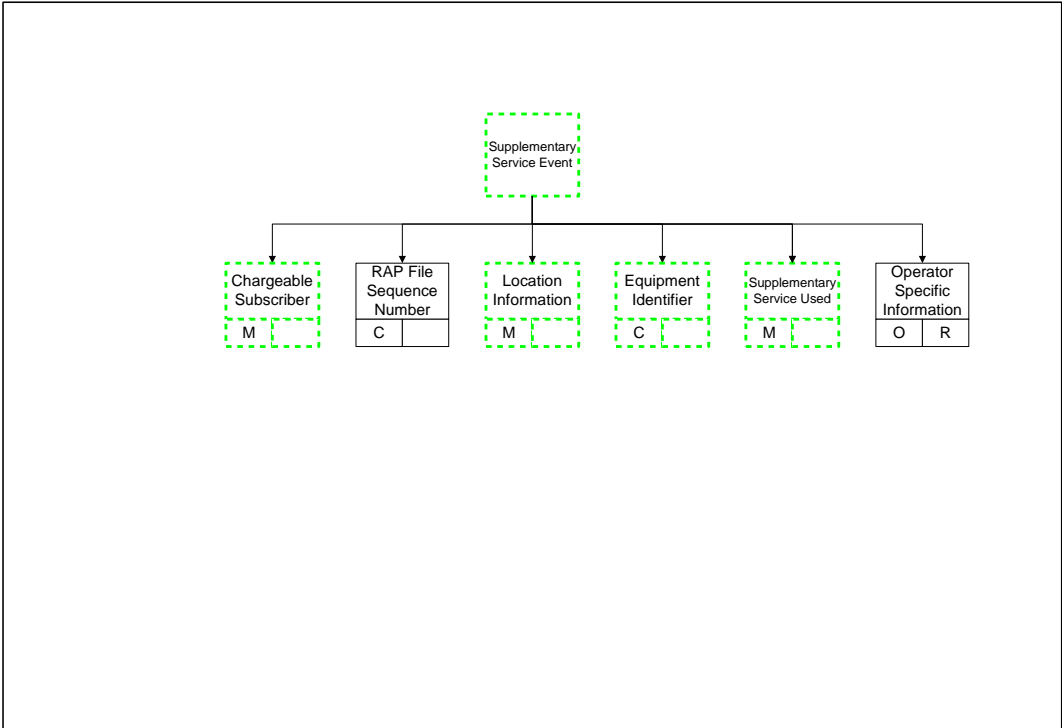 Supplementary
Service Event
Chargeable
Subscriber
M
RAP File
Sequence
Number
C
Location
Information
M
Equipment
Identifier
C
Supplementary
Service Used
M
Operator
Specific
Information
O R